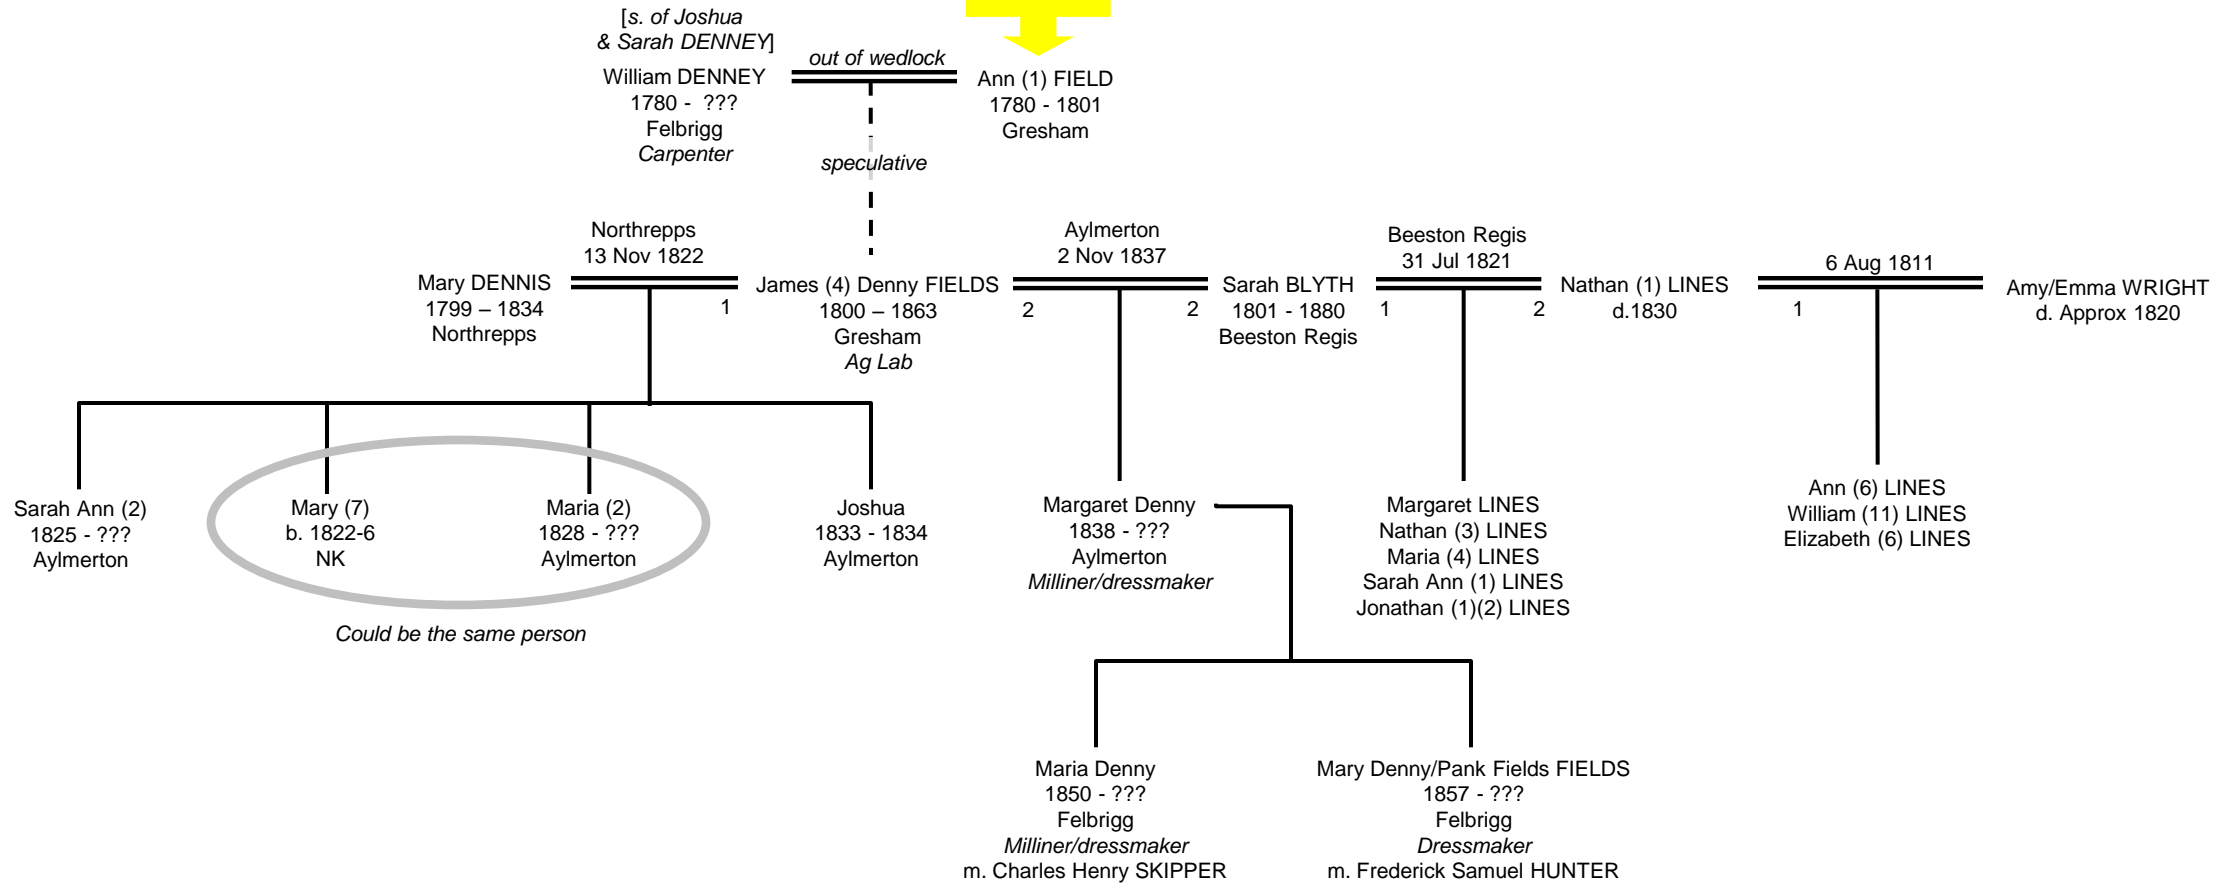 [s. of Joshua
& Sarah DENNEY]
William DENNEY
1780 - ???
Felbrigg
Carpenter
out of wedlock
speculative
Ann (1) FIELD
1780 - 1801
Gresham
Mary DENNIS
1799 – 1834
Northrepps
Northrepps
13 Nov 1822
1
James (4) Denny FIELDS
1800 – 1863
Gresham
Ag Lab
Aylmerton
2 Nov 1837
2
2
Sarah BLYTH
1801 - 1880
Beeston Regis
Beeston Regis
31 Jul 1821
1
2
Nathan (1) LINES
d.1830
6 Aug 1811
1
Amy/Emma WRIGHT
d. Approx 1820
Sarah Ann (2)
1825 - ???
Aylmerton
Mary (7)
b. 1822-6
NK
Maria (2)
1828 - ???
Aylmerton
Could be the same person
Joshua
1833 - 1834
Aylmerton
Margaret Denny
1838 - ???
Aylmerton
Milliner/dressmaker
Margaret LINES
Nathan (3) LINES
Maria (4) LINES
Sarah Ann (1) LINES
Jonathan (1)(2) LINES
Ann (6) LINES
William (11) LINES
Elizabeth (6) LINES
Maria Denny
1850 - ???
Felbrigg
Milliner/dressmaker
m. Charles Henry SKIPPER
Mary Denny/Pank Fields FIELDS
1857 - ???
Felbrigg
Dressmaker
m. Frederick Samuel HUNTER